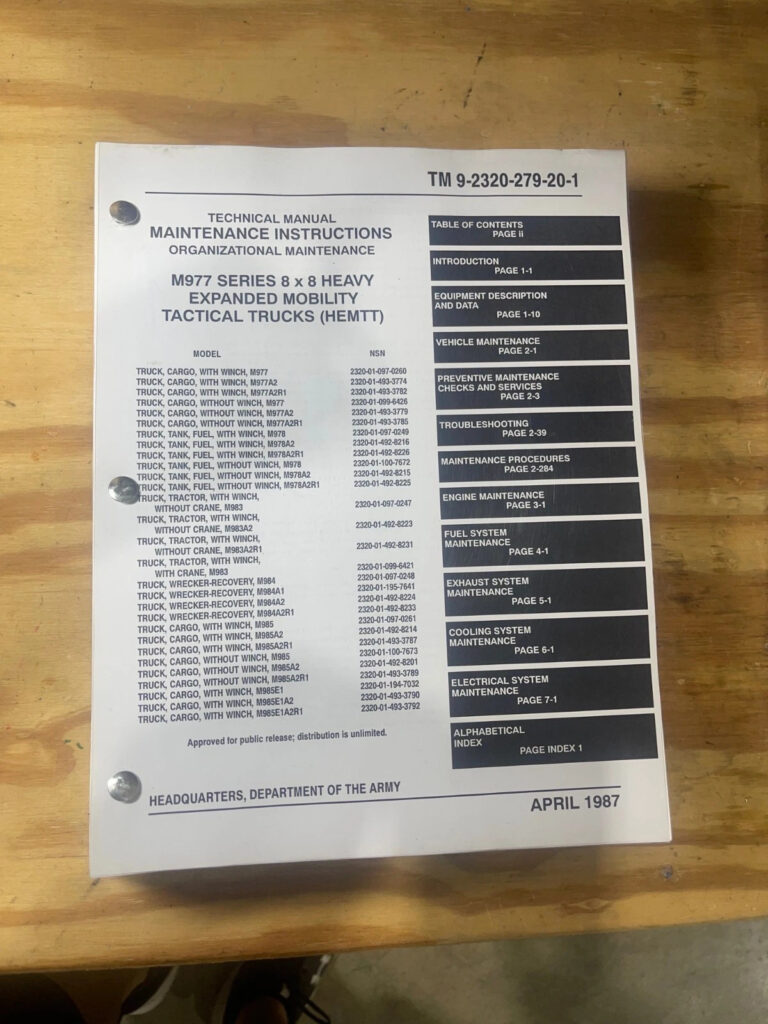 TM 9-2320-279-20-1
TECHNICAL MANUAL
MAINTENANCE INSTRUCTIONS
ORGANIZATIONAL MAINTENANCE
M977 SERIES 8 x 8 HEAVY
EXPANDED MOBILITY
TACTICAL TRUCKS (HEMTT)
MODEL NSN
TRUCK, CARGO, WITH WINCH, M977 2320-01-097-0260
TRUCK, CARGO, WITH WINCH, M977A2 2320-01-493-3774
TRUCK, CARGO, WITH WINCH, M977A2R1 2320-01-493-3782
TRUCK, CARGO, WITHOUT WINCH, M977 2320-01-099-6426
TRUCK, CARGO, WITHOUT WINCH, M977A2 2320-01-493-3779
TRUCK, CARGO, WITHOUT WINCH, M977A2R1 2320-01-493-3785
TRUCK, TANK, FUEL, WITH WINCH, M978 2320-01-097-0249
TRUCK, TANK, FUEL, WITH WINCH, M978A2 2320-01-492-8216
TRUCK, TANK, FUEL, WITH WINCH, M978A2R1 2320-01-492-8226
TRUCK, TANK, FUEL, WITHOUT WINCH, M978 2320-01-100-7672
TRUCK, TANK, FUEL, WITHOUT WINCH, M978A2 2320-01-492-8215
TRUCK, TANK, FUEL, WITHOUT WINCH, M978A2R1 2320-01-492-8225
TRUCK, TRACTOR, WITH WINCH,
WITHOUT CRANE, M983 2320-01-097-0247
TRUCK, TRACTOR, WITH WINCH,
WITHOUT CRANE, M983A2 2320-01-492-8223
TRUCK, TRACTOR, WITH WINCH,
WITHOUT CRANE, M983A2R1 2320-01-492-8231
TRUCK, TRACTOR, WITH WINCH,
WITH CRANE, M983 2320-01-099-6421
TRUCK, WRECKER-RECOVERY, M984 2320-01-097-0248
TRUCK, WRECKER-RECOVERY, M984A1 2320-01-195-7641
TRUCK, WRECKER-RECOVERY, M984A2 2320-01-492-8224
TRUCK, WRECKER-RECOVERY, M984A2R1 2320-01-492-8233
TRUCK, CARGO, WITH WINCH, M985 2320-01-097-0261
TRUCK, CARGO, WITH WINCH, M985A2 2320-01-492-8214
TRUCK, CARGO, WITH WINCH, M985A2R1 2320-01-493-3787
TRUCK, CARGO, WITHOUT WINCH, M985 2320-01-100-7673
TRUCK, CARGO, WITHOUT WINCH, M985A2 2320-01-492-8201
TRUCK, CARGO, WITHOUT WINCH, M985A2R1 2320-01-493-3789
TRUCK, CARGO, WITH WINCH, M985E1 2320-01-194-7032
TRUCK, CARGO, WITH WINCH, M985E1A2 2320-01-493-3790
TRUCK, CARGO, WITH WINCH, M985E1A2R1 2320-01-493-3792
Approved for public release; distribution is unlimited.
HEADQUARTERS, DEPARTMENT OF THE ARMY
TABLE OF CONTENTS
PAGE ii
INTRODUCTION
PAGE 1-1
EQUIPMENT DESCRIPTION
AND DATA
PAGE 1-10
VEHICLE MAINTENANCE
PAGE 2-1
PREVENTIVE MAINTENANCE
CHECKS AND SERVICES
PAGE 2-3
TROUBLESHOOTING
PAGE 2-39
MAINTENANCE PROCEDURES
PAGE 2-284
ENGINE MAINTENANCE
PAGE 3-1
FUEL SYSTEM
MAINTENANCE
PAGE 4-1
EXHAUST SYSTEM
MAINTENANCE
PAGE 5-1
COOLING SYSTEM
MAINTENANCE
PAGE 6-1
ELECTRICAL SYSTEM
MAINTENANCE
PAGE 7-1
ALPHABETICAL
INDEX
PAGE INDEX 1
APRIL 1987